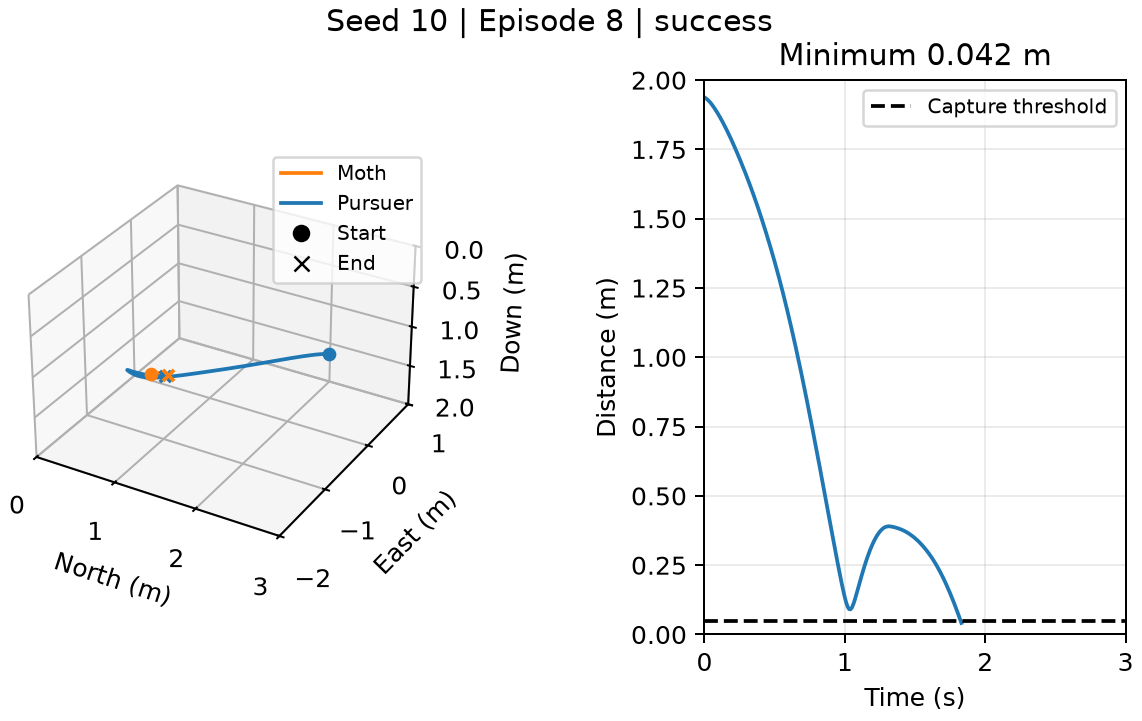 Seed 10 | Episode 8 | success
Moth
Pursuer
Start
End
0.0
0.5
1.0
1.5
2.0
Down (m)
1
0
−1
−2
East (m)
0
1
2
3
North (m)
Minimum 0.042 m
Capture threshold
2.00
1.75
1.50
1.25
1.00
0.75
0.50
0.25
0.00
Distance (m)
0
1
2
3
Time (s)